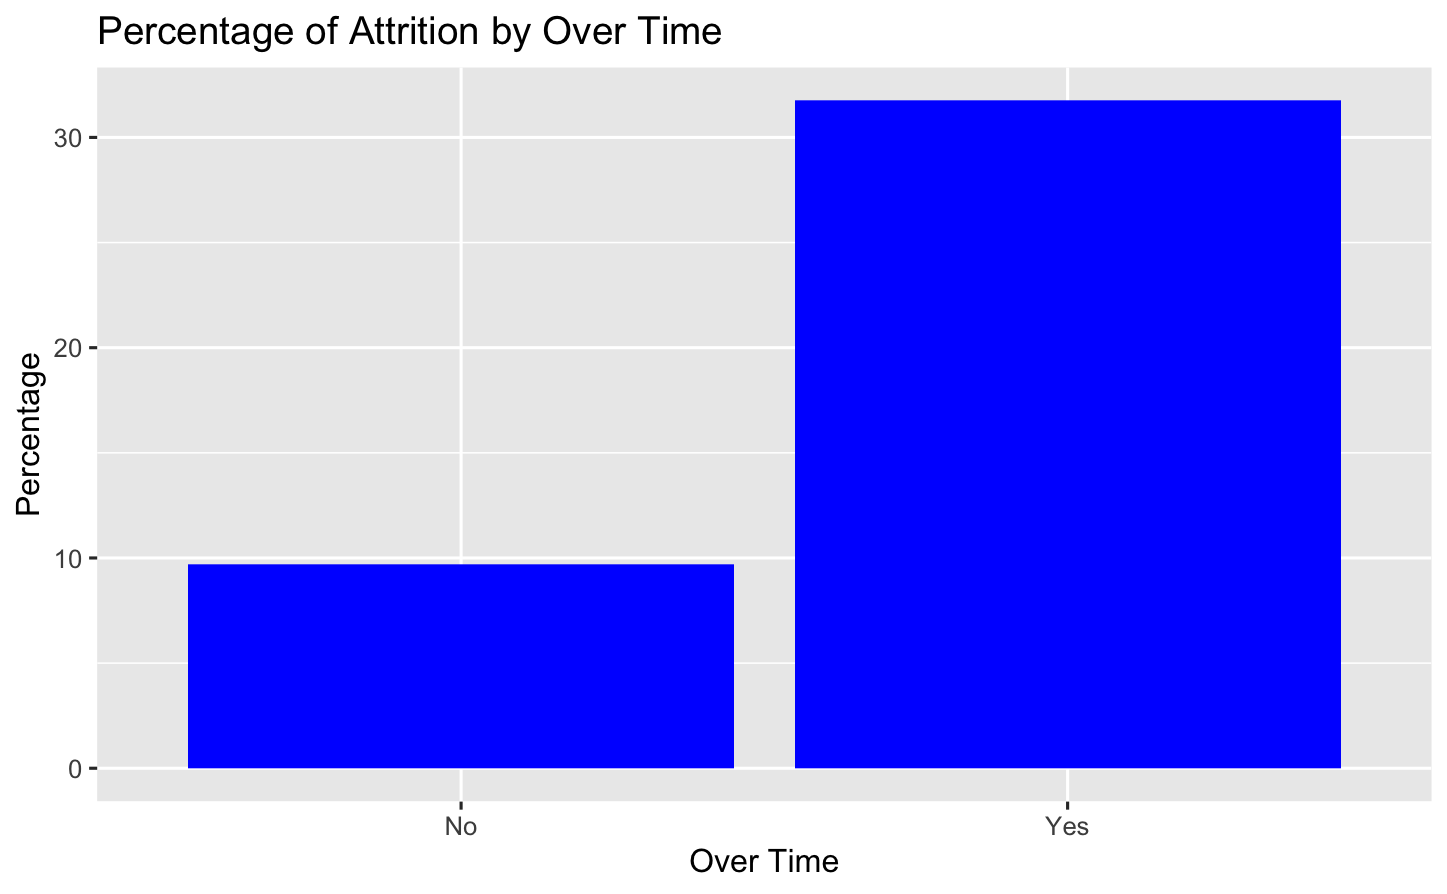 Percentage of Attrition by Over Time
30
20
10
0
Percentage
No
Yes
Over Time